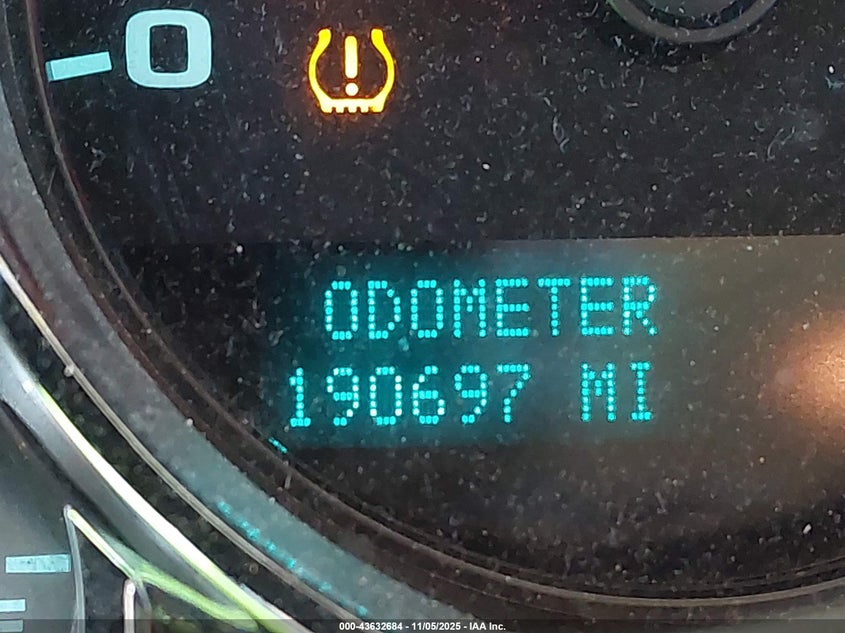 0
ODOMETER
190697 MI
000-43632684 - 11/05/2025 - IAA Inc.